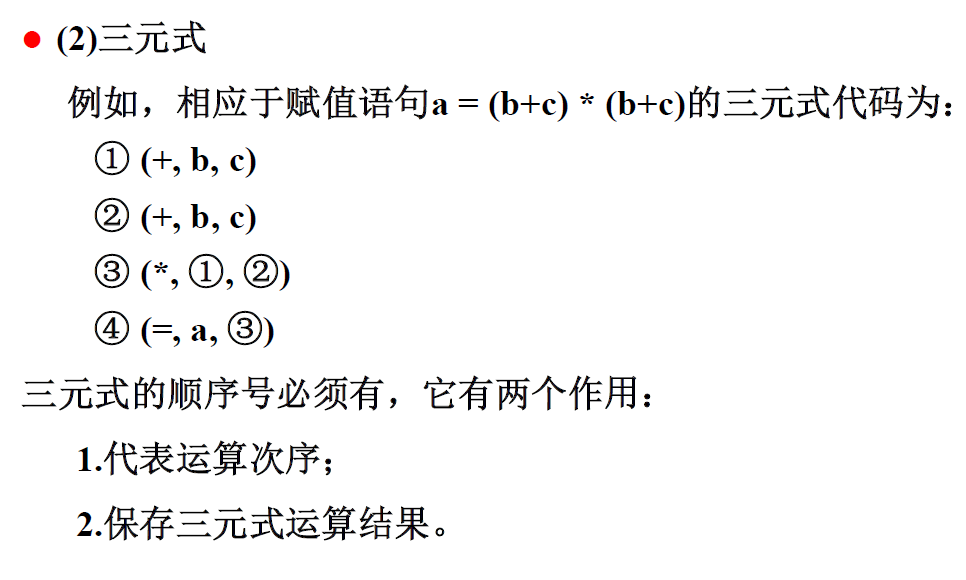 ● (2)三元式
例如，相应于赋值语句a = (b+c) * (b+c)的三元式代码为：
① (+, b, c)
② (+, b, c)
③ (*, ①, ②)
④ (=, a, ③)
三元式的顺序号必须有，它有两个作用：
1.代表运算次序；
2.保存三元式运算结果。